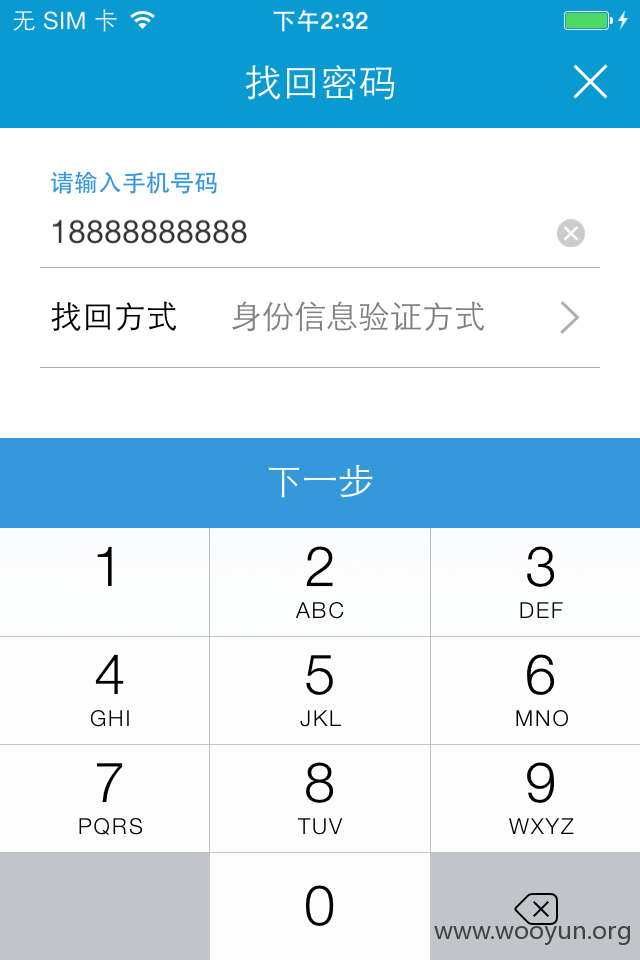 无 SIM 卡 下午2:32
找回密码
请输入手机号码
18888888888
找回方式 身份信息验证方式
下一步
1 2 3
ABC DEF
4 5 6
GHI JKL MNO
7 8 9
PQRS TUV WXYZ
0
www.wooyun.org